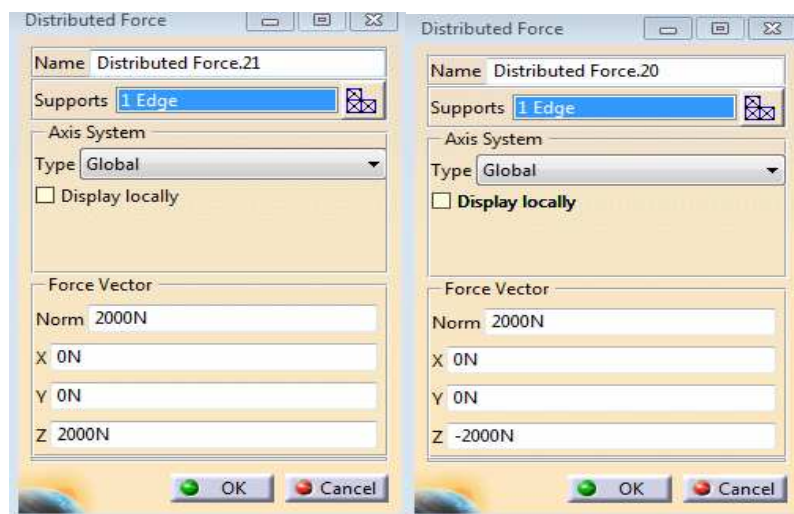 Distributed Force
Name Distributed Force.21
Supports 1 Edge
Axis System
Type Global
Display locally
Force Vector
Norm 2000N
X 0N
Y 0N
Z 2000N
OK Cancel
Distributed Force
Name Distributed Force.20
Supports 1 Edge
Axis System
Type Global
Display locally
Force Vector
Norm 2000N
X 0N
Y 0N
Z -2000N
OK Cancel